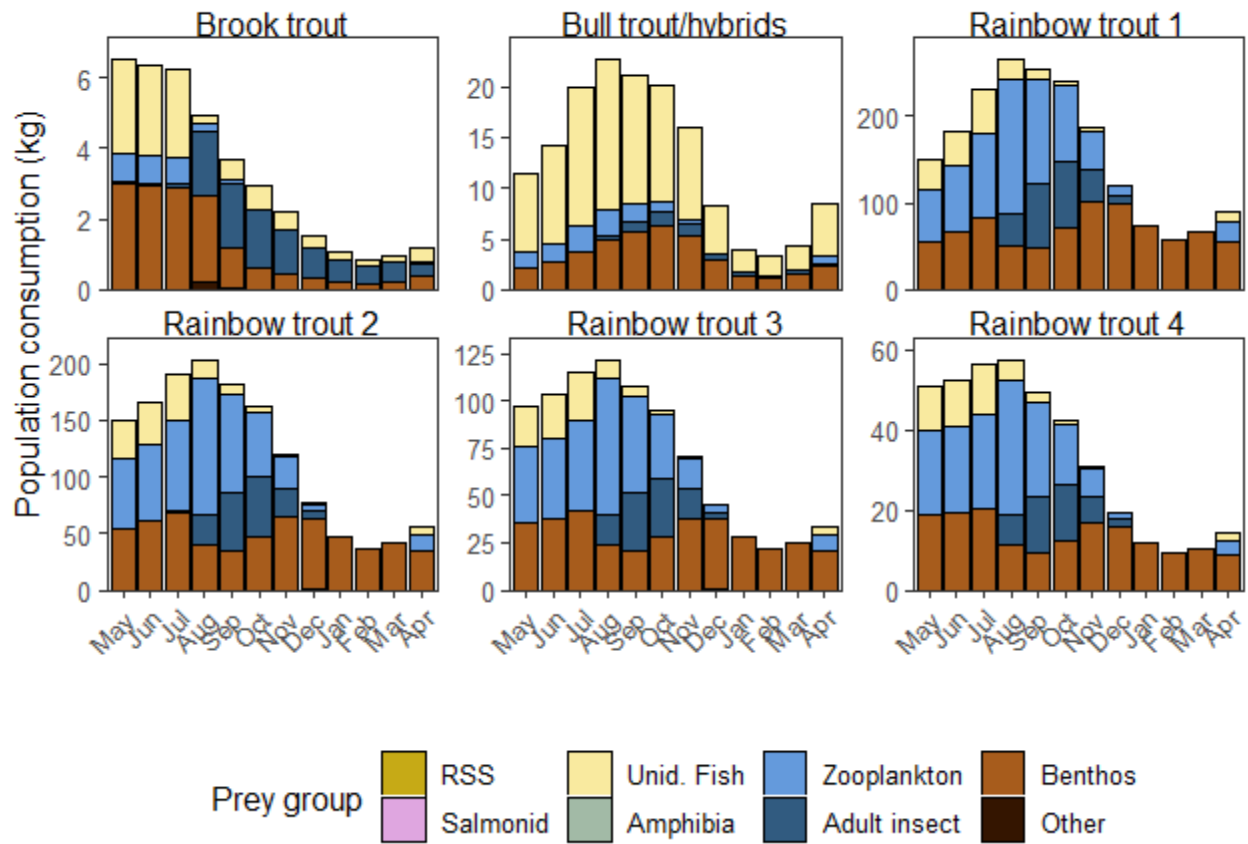 Brook trout
Bull trout/hybrids
Rainbow trout 1
Population consumption (kg)
6
4
2
0
20
15
10
5
0
200
100
0
Rainbow trout 2
Rainbow trout 3
Rainbow trout 4
200
150
100
50
0
125
100
75
50
25
0
60
40
20
0
May Jun Jul Aug Sep Oct Nov Dec Jan Feb Mar Apr
May Jun Jul Aug Sep Oct Nov Dec Jan Feb Mar Apr
May Jun Jul Aug Sep Oct Nov Dec Jan Feb Mar Apr
Prey group
RSS
Unid. Fish
Zooplankton
Benthos
Salmonid
Amphibia
Adult insect
Other